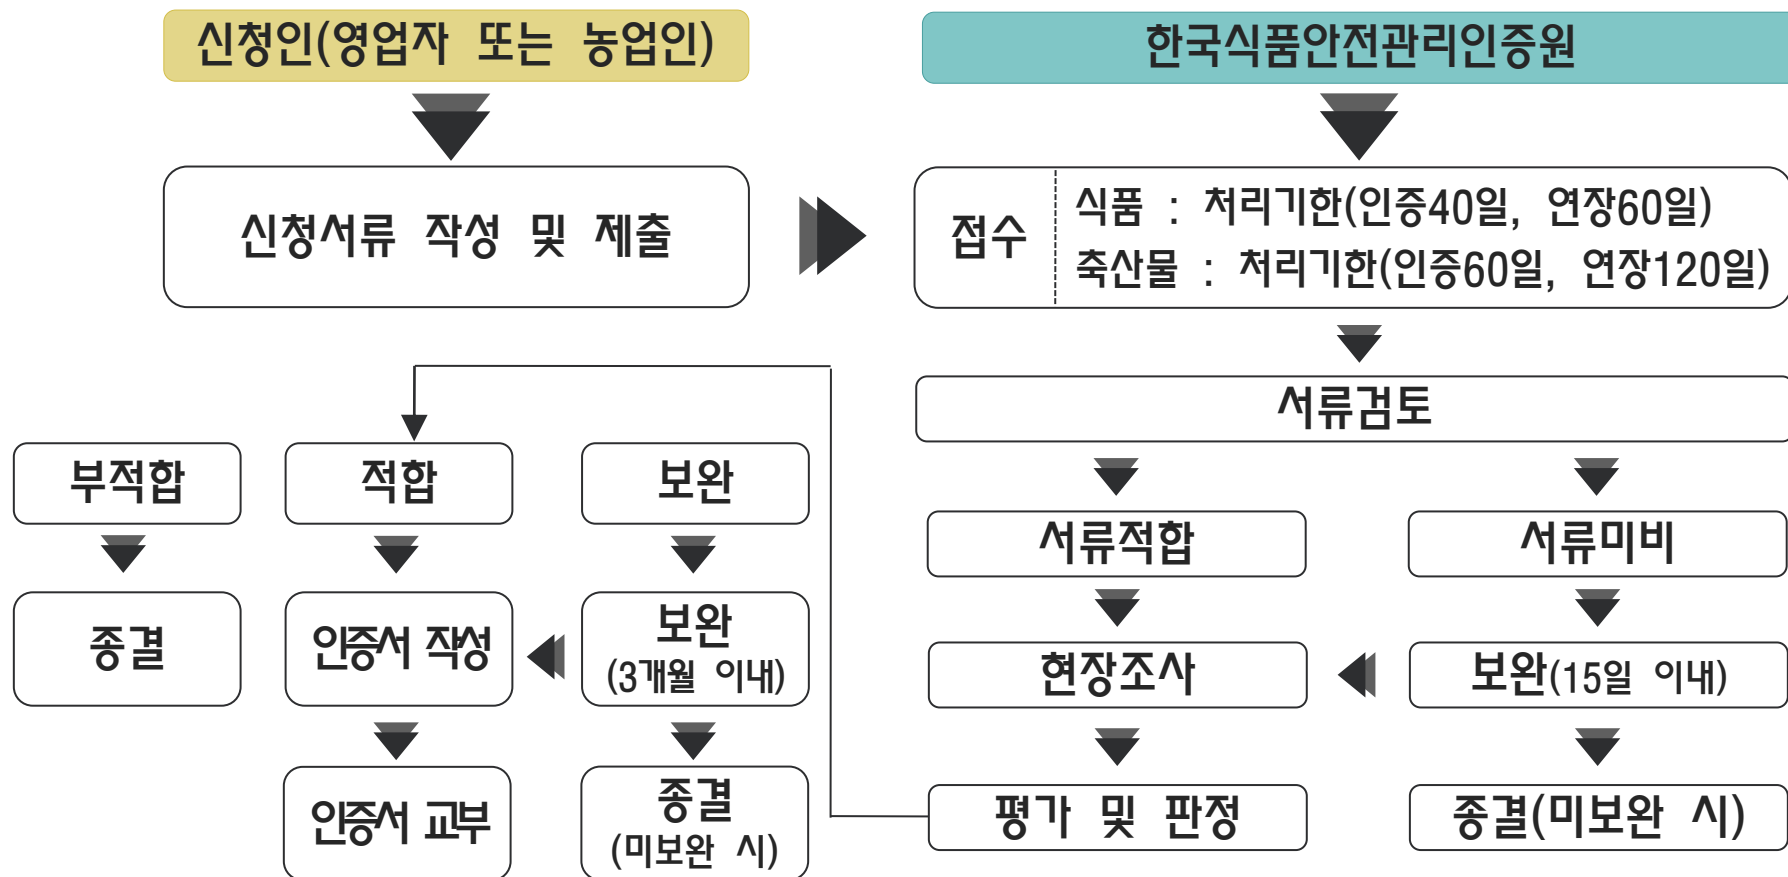 신청인(영업자 또는 농업인)
한국식품안전관리인증원
신청서류 작성 및 제출
접수
식품 : 처리기한(인증40일, 연장60일)
축산물 : 처리기한(인증60일, 연장120일)
서류검토
부적합
적합
보완
서류적합
서류미비
종결
인증서 작성
보완
(3개월 이내)
현장조사
보완(15일 이내)
인증서 교부
종결
(미보완 시)
평가 및 판정
종결(미보완 시)